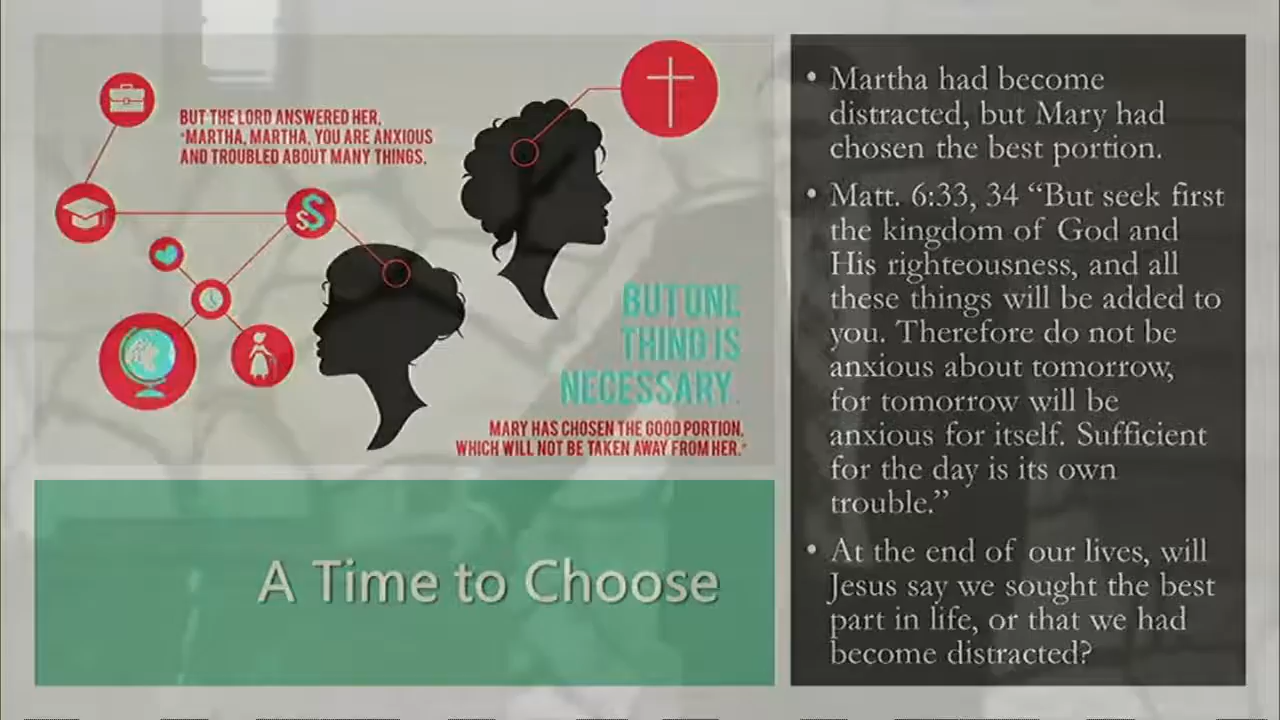 BUT THE LORD ANSWERED HER,
"MARTHA, MARTHA, YOU ARE ANXIOUS
AND TROUBLED ABOUT MANY THINGS,
$
$
BUT ONE
THING IS
NECESSARY.
MARY HAS CHOSEN THE GOOD PORTION,
WHICH WILL NOT BE TAKEN AWAY FROM HER."
A Time to Choose
• Martha had become
distracted, but Mary had
chosen the best portion.
• Matt. 6:33, 34 “But seek first
the kingdom of God and
His righteousness, and all
these things will be added to
you. Therefore do not be
anxious about tomorrow,
for tomorrow will be
anxious for itself. Sufficient
for the day is its own
trouble.”
• At the end of our lives, will
Jesus say we sought the best
part in life, or that we had
become distracted?